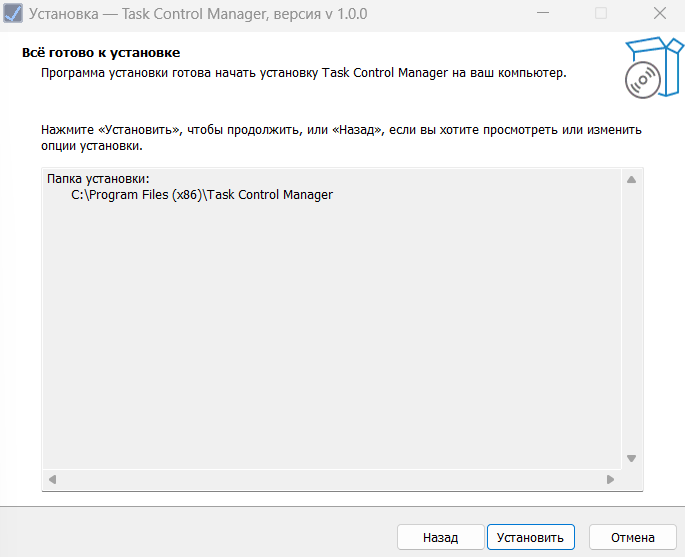 Установка — Task Control Manager, версия v 1.0.0
Всё готово к установке
Программа установки готова начать установку Task Control Manager на ваш компьютер.
Нажмите «Установить», чтобы продолжить, или «Назад», если вы хотите просмотреть или изменить
опции установки.
Папка установки:
C:\Program Files (x86)\Task Control Manager
Назад
Установить
Отмена